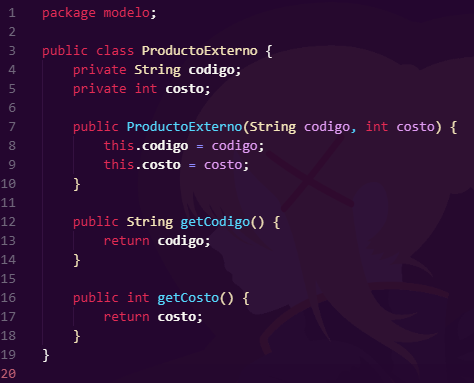 1 package modelo;
2
3 public class ProductoExterno {
4     private String codigo;
5     private int costo;
6
7     public ProductoExterno(String codigo, int costo) {
8         this.codigo = codigo;
9         this.costo = costo;
10     }
11
12     public String getCodigo() {
13         return codigo;
14     }
15
16     public int getCosto() {
17         return costo;
18     }
19 }
20